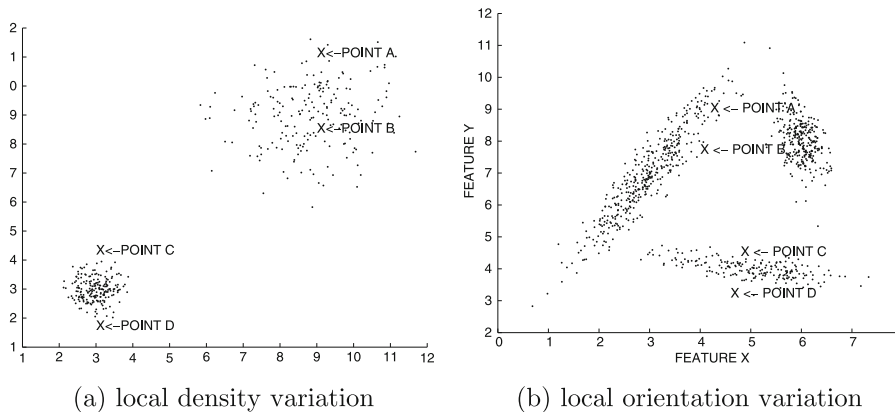 2
1
0
9
8
7
6
5
4
3
2
1
1 2 3 4 5 6 7 8 9 10 11 12
X<-POINT A
X<-POINT B
X<-POINT C
X<-POINT D
(a) local density variation
FEATURE Y
12
11
10
9
8
7
6
5
4
3
2
0 1 2 3 4 5 6 7
FEATURE X
X <- POINT A
X <- POINT B
X <- POINT C
X <- POINT D
(b) local orientation variation